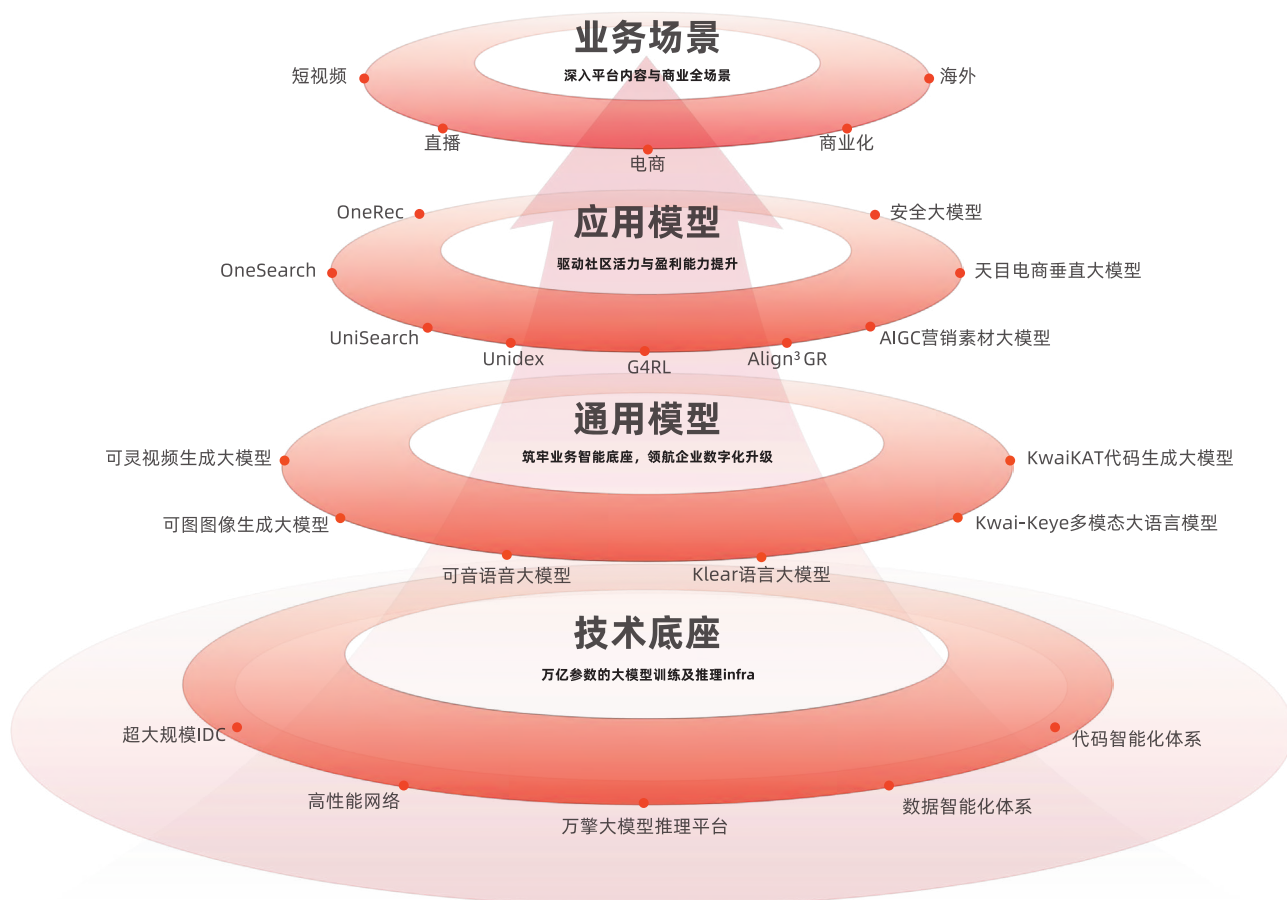 业务场景
深入平台内容与商业全场景
短视频
海外
直播
商业化
电商
OneRec
安全大模型
应用模型
驱动社区活力与盈利能力提升
OneSearch
天目电商垂直大模型
UniSearch
AIGC营销素材大模型
Unidex
Align³GR
G4RL
通用模型
筑牢业务智能底座，领航企业数字化升级
可灵视频生成大模型
KwaiKAT代码生成大模型
可图图像生成大模型
Kwai-Keye多模态大语言模型
可音语音大模型
Klear语言大模型
技术底座
万亿参数的大模型训练及推理infra
超大规模IDC
代码智能化体系
高性能网络
数据智能化体系
万擎大模型推理平台